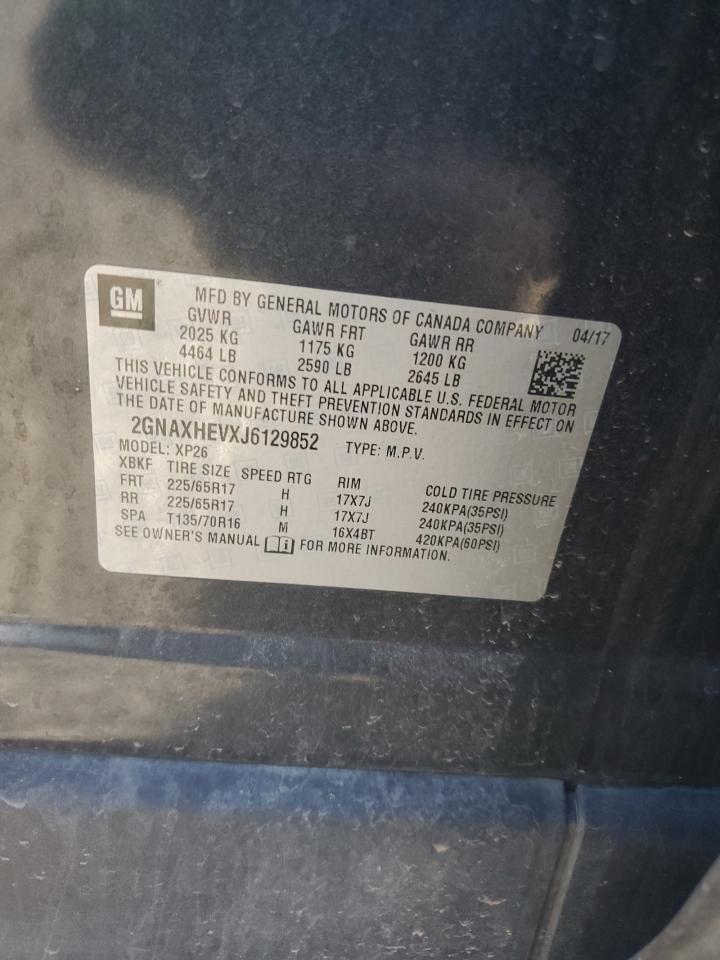 GM ® MFD BY GENERAL MOTORS OF CANADA COMPANY 04/17
GVWR GAWR FRT GAWR RR
2025 KG 1175 KG 1200 KG
4464 LB 2590 LB 2645 LB
THIS VEHICLE CONFORMS TO ALL APPLICABLE U.S. FEDERAL MOTOR
VEHICLE SAFETY AND THEFT PREVENTION STANDARDS IN EFFECT ON
THE DATE OF MANUFACTURE SHOWN ABOVE.
2GNAXHEVXJ6129852 TYPE: M.P.V.
MODEL: XP26
XBKF TIRE SIZE SPEED RTG RIM COLD TIRE PRESSURE
FRT 225/65R17 H 17X7J 240KPA(35PSI)
RR 225/65R17 H 17X7J 240KPA(35PSI)
SPA T135/70R16 M 16X4BT 420KPA(60PSI)
SEE OWNER'S MANUAL FOR MORE INFORMATION.